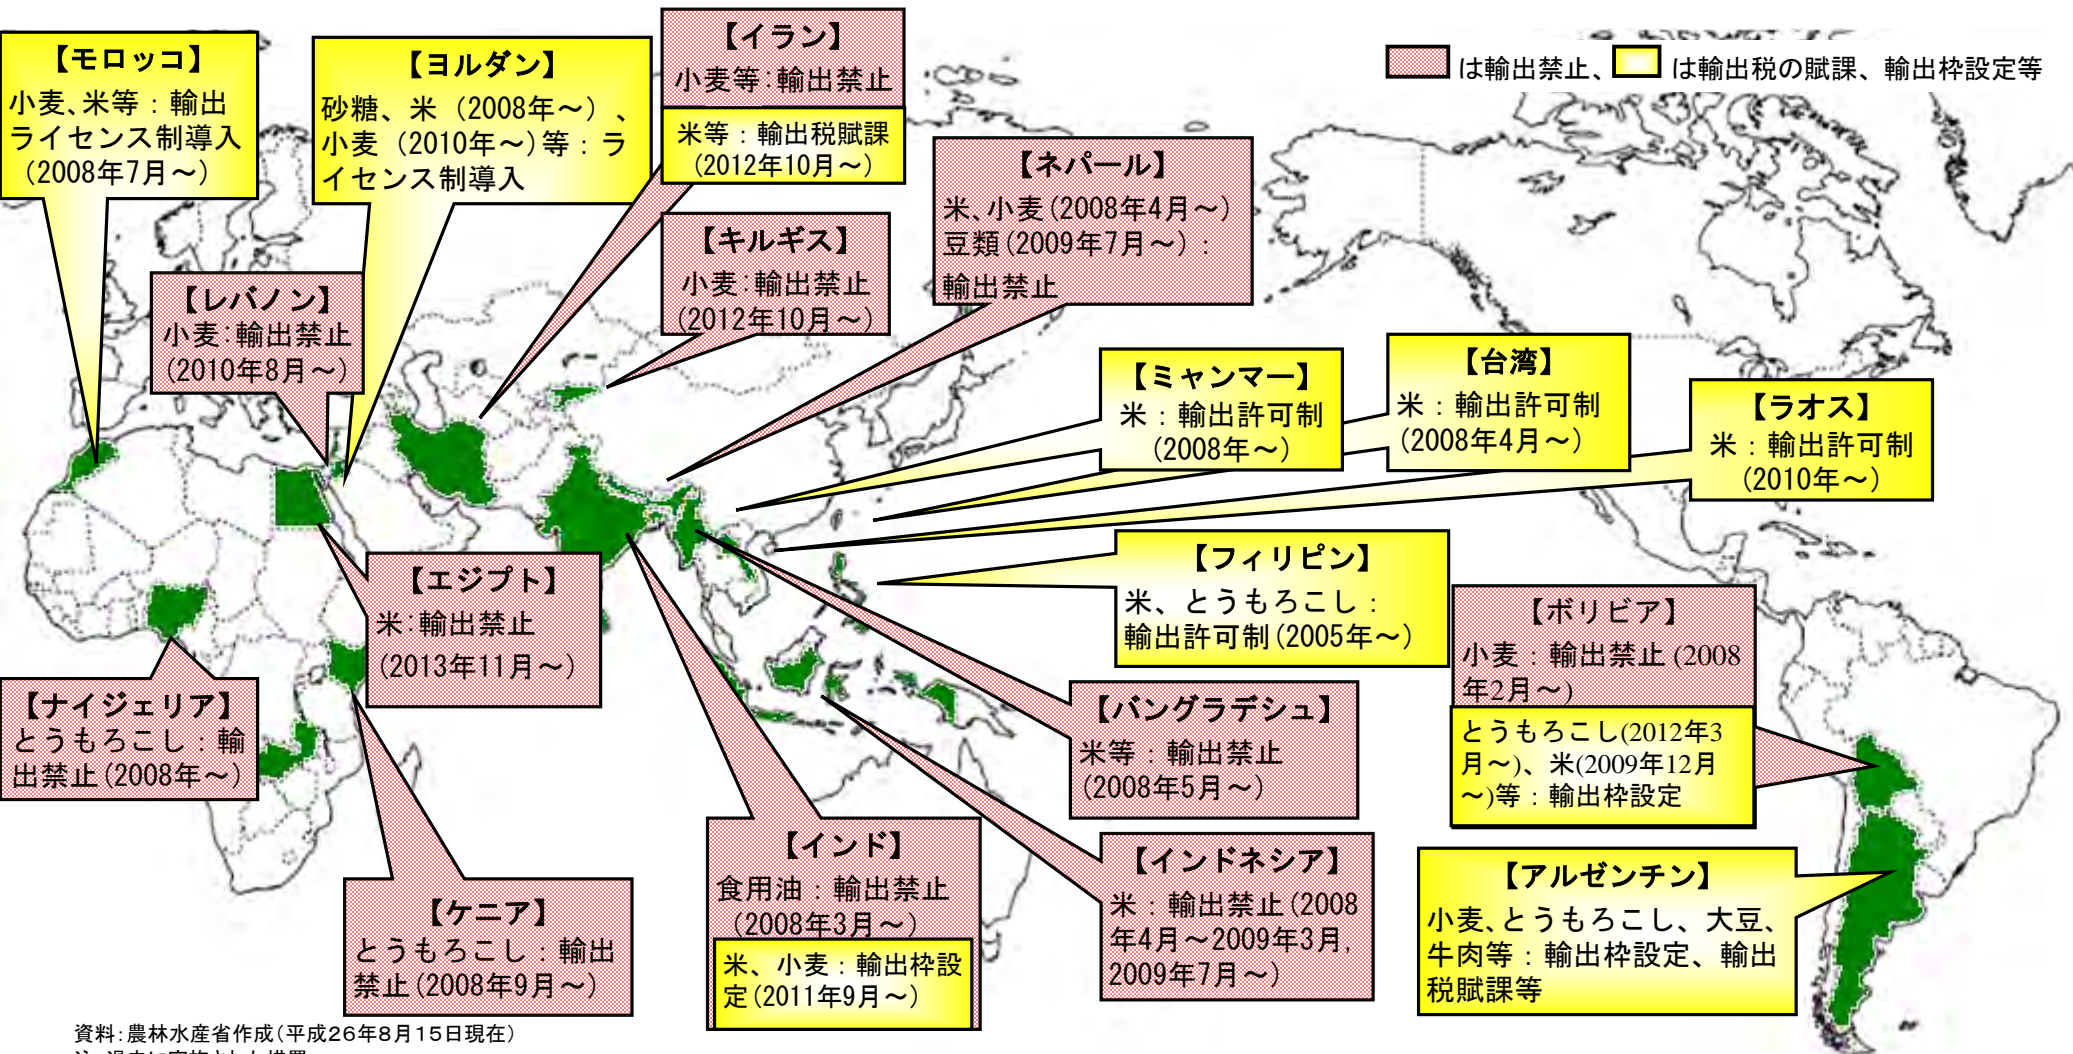 は輸出禁止、 は輸出税の賦課、輸出枠設定等
【モロッコ】
小麦、米等：輸出
ライセンス制導入
（2008年7月～）
【ヨルダン】
砂糖、米（2008年～）、
小麦（2010年～）等：ラ
イセンス制導入
【イラン】
小麦等：輸出禁止
米等：輸出税賦課
（2012年10月～）
【ネパール】
米、小麦（2008年4月～）
豆類（2009年7月～）：
輸出禁止
【キルギス】
小麦：輸出禁止
（2012年10月～）
【レバノン】
小麦：輸出禁止
（2010年8月～）
【ミャンマー】
米：輸出許可制
（2008年～）
【台湾】
米：輸出許可制
（2008年4月～）
【ラオス】
米：輸出許可制
（2010年～）
【エジプト】
米：輸出禁止
（2013年11月～）
【フィリピン】
米、とうもろこし：
輸出許可制（2005年～）
【ボリビア】
小麦：輸出禁止（2008
年2月～）
とうもろこし(2012年3
月～)、米(2009年12月
～)等：輸出枠設定
【ナイジェリア】
とうもろこし：輸
出禁止（2008年～）
【バングラデシュ】
米等：輸出禁止
（2008年5月～）
【ケニア】
とうもろこし：輸出
禁止（2008年9月～）
【インド】
食用油：輸出禁止
（2008年3月～）
米、小麦：輸出枠設
定（2011年9月～）
【インドネシア】
米：輸出禁止（2008
年4月～2009年3月,
2009年7月～）
【アルゼンチン】
小麦、とうもろこし、大豆、
牛肉等：輸出枠設定、輸出
税賦課等
資料：農林水産省作成（平成26年8月15日現在）